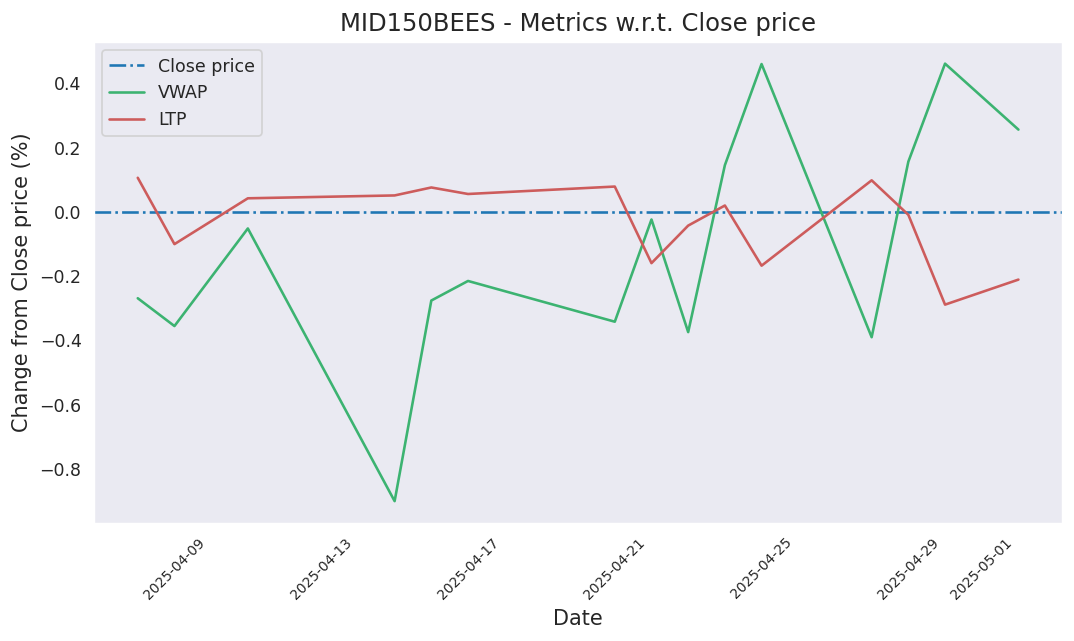 MID150BEES - Metrics w.r.t. Close price
Close price
VWAP
LTP
Change from Close price (%)
0.4
0.2
0.0
−0.2
−0.4
−0.6
−0.8
2025-04-09
2025-04-13
2025-04-17
2025-04-21
2025-04-25
2025-04-29
2025-05-01
Date